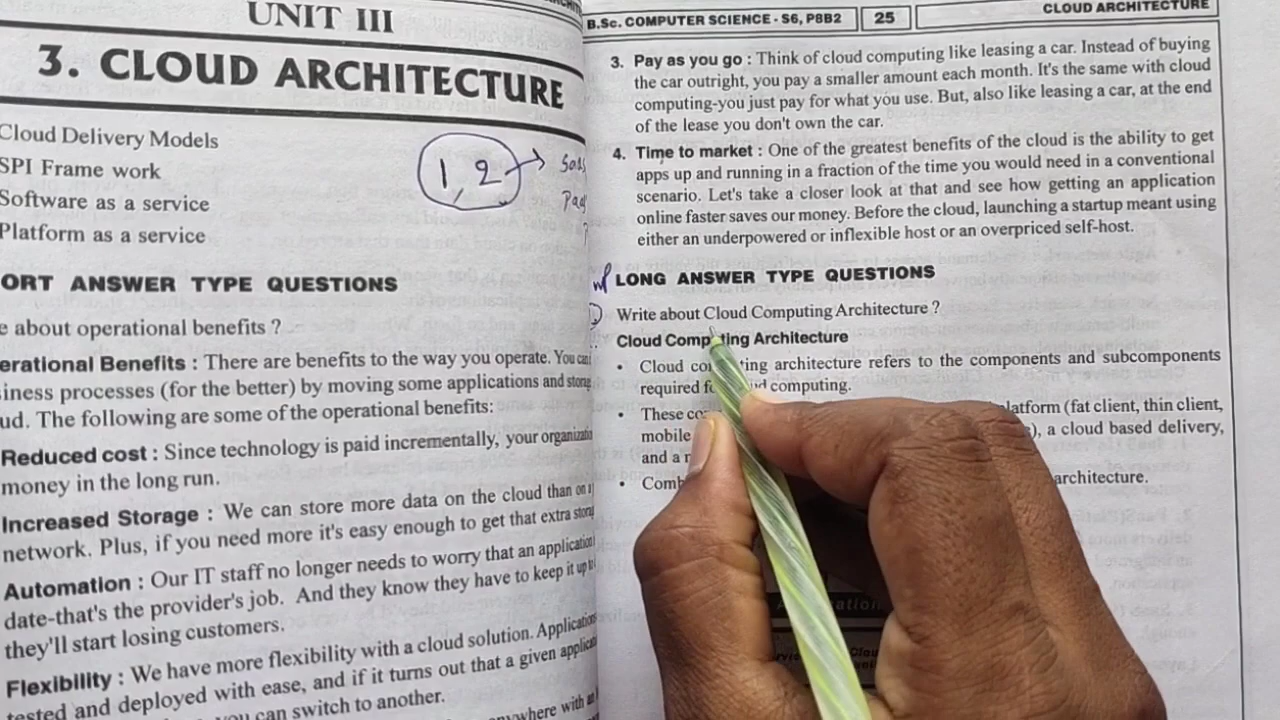 UNIT III
3. CLOUD ARCHITECTURE
Cloud Delivery Models
SPI Frame work
Software as a service
Platform as a service
1, 2 → SaaS
ORT ANSWER TYPE QUESTIONS
e about operational benefits ?
erational Benefits : There are benefits to the way you operate. You can
iness processes (for the better) by moving some applications and
ud. The following are some of the operational benefits:
Reduced cost : Since technology is paid incrementally, your
money in the long run.
Increased Storage : We can store more data on the cloud than on
network. Plus, if you need more it's easy enough to get that extra
Automation : Our IT staff no longer needs to worry that an application
date-that's the provider's job. And they know they have to keep it up
they'll start losing customers.
Flexibility : We have more flexibility with a cloud solution.
tested and deployed with ease, and if it turns out that a given
you can switch to another.
anywhere with
B.Sc. COMPUTER SCIENCE - S6, P8B2 25 CLOUD ARCHITECTURE
3. Pay as you go : Think of cloud computing like leasing a car. Instead of buying
the car outright, you pay a smaller amount each month. It's the same with cloud
computing-you just pay for what you use. But, also like leasing a car, at the end
of the lease you don't own the car.
4. Time to market : One of the greatest benefits of the cloud is the ability to get
apps up and running in a fraction of the time you would need in a conventional
scenario. Let's take a closer look at that and see how getting an application
online faster saves our money. Before the cloud, launching a startup meant using
either an underpowered or inflexible host or an overpriced self-host.
LONG ANSWER TYPE QUESTIONS
Write about Cloud Computing Architecture ?
Cloud Computing Architecture
• Cloud computing architecture refers to the components and subcomponents
required computing.
• These platform (fat client, thin client,
mobile ), a cloud based delivery,
and a
• architecture.